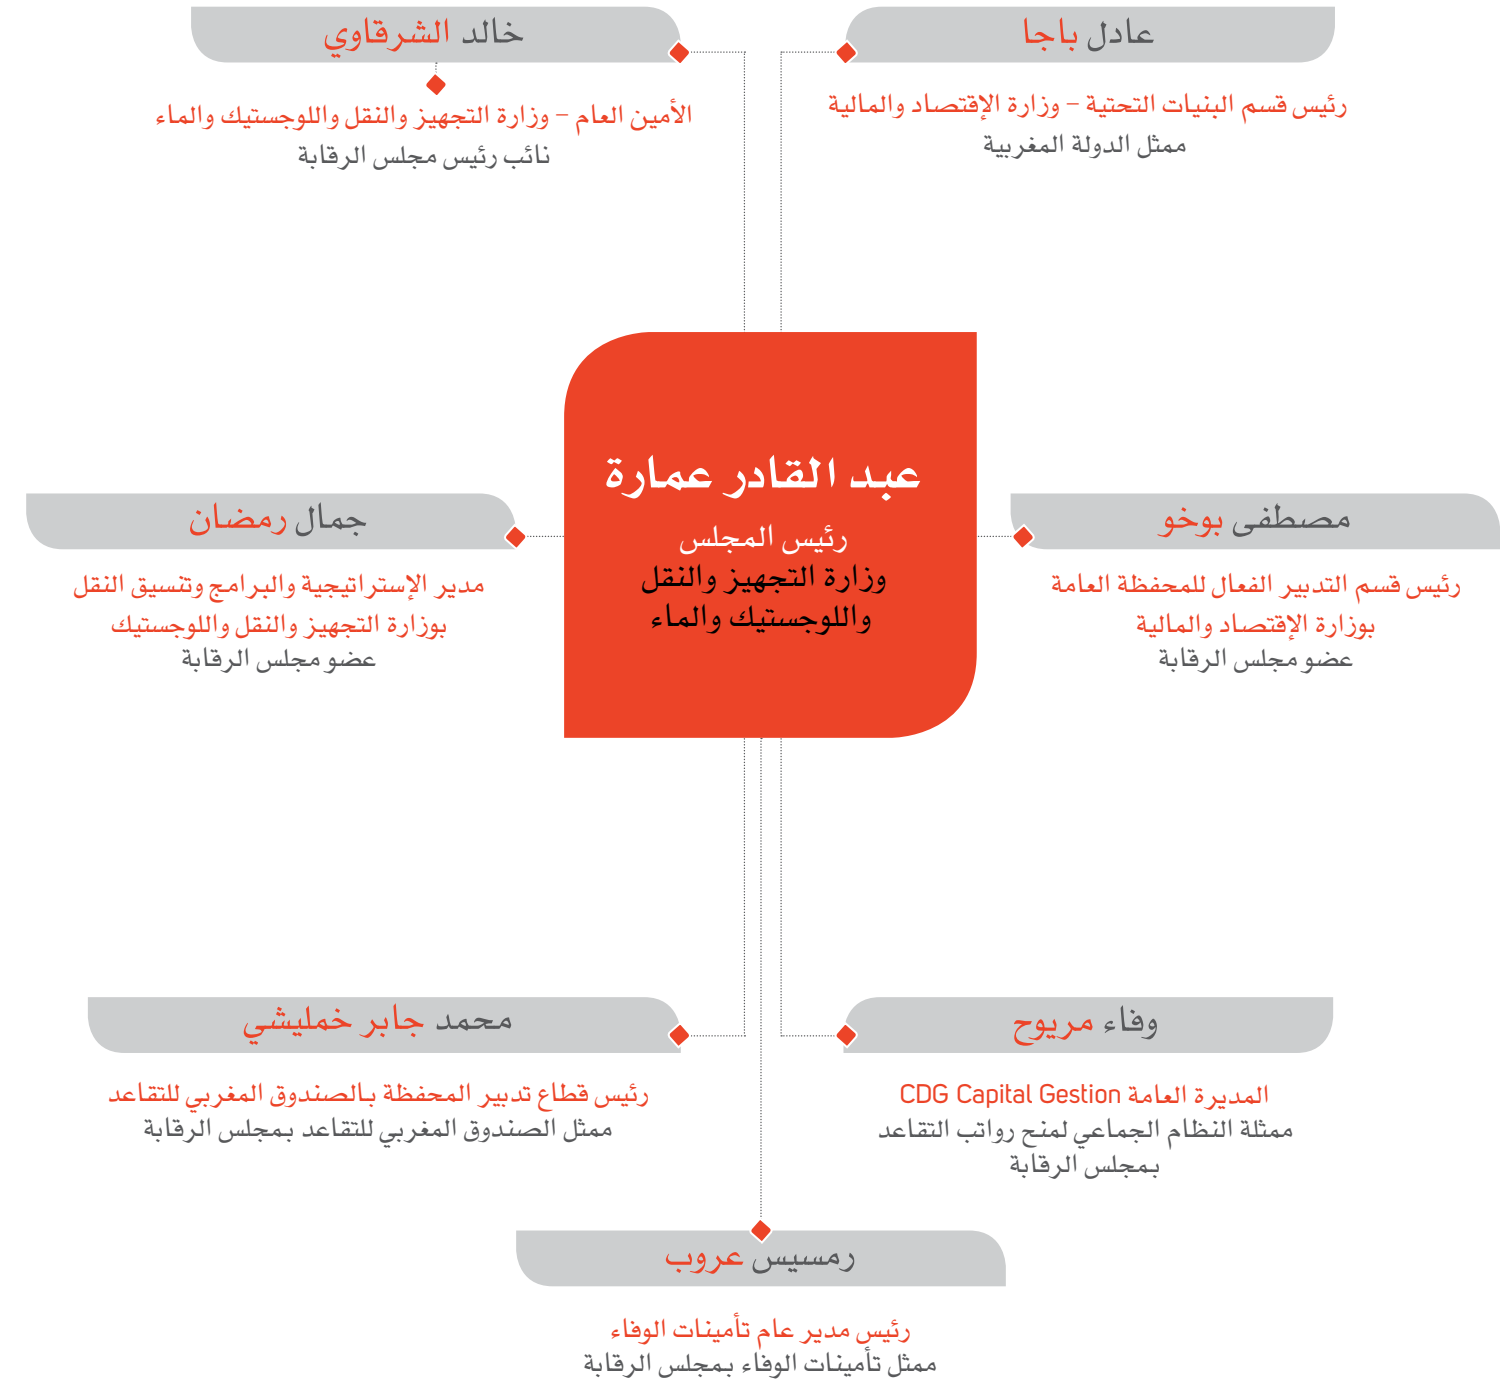 عادل باجا
رئيس قسم البنيات التحتية – وزارة الإقتصاد والمالية
ممثل الدولة المغربية
خالد الشرقاوي
الأمين العام – وزارة التجهيز والنقل واللوجستيك والماء
نائب رئيس مجلس الرقابة
عبد القادر عمارة
رئيس المجلس
وزارة التجهيز والنقل
واللوجستيك والماء
مصطفى بوخو
رئيس قسم التدبير الفعال للمحفظة العامة
بوزارة الإقتصاد والمالية
عضو مجلس الرقابة
جمال رمضان
مدير الإستراتيجية والبرامج وتنسيق النقل
بوزارة التجهيز والنقل واللوجستيك
عضو مجلس الرقابة
وفاء مريوح
المديرة العامة CDG Capital Gestion
ممثلة النظام الجماعي لمنح رواتب التقاعد
بمجلس الرقابة
محمد جابر خمليشي
رئيس قطاع تدبير المحفظة بالصندوق المغربي للتقاعد
ممثل الصندوق المغربي للتقاعد بمجلس الرقابة
رمسيس عروب
رئيس مدير عام تأمينات الوفاء
ممثل تأمينات الوفاء بمجلس الرقابة